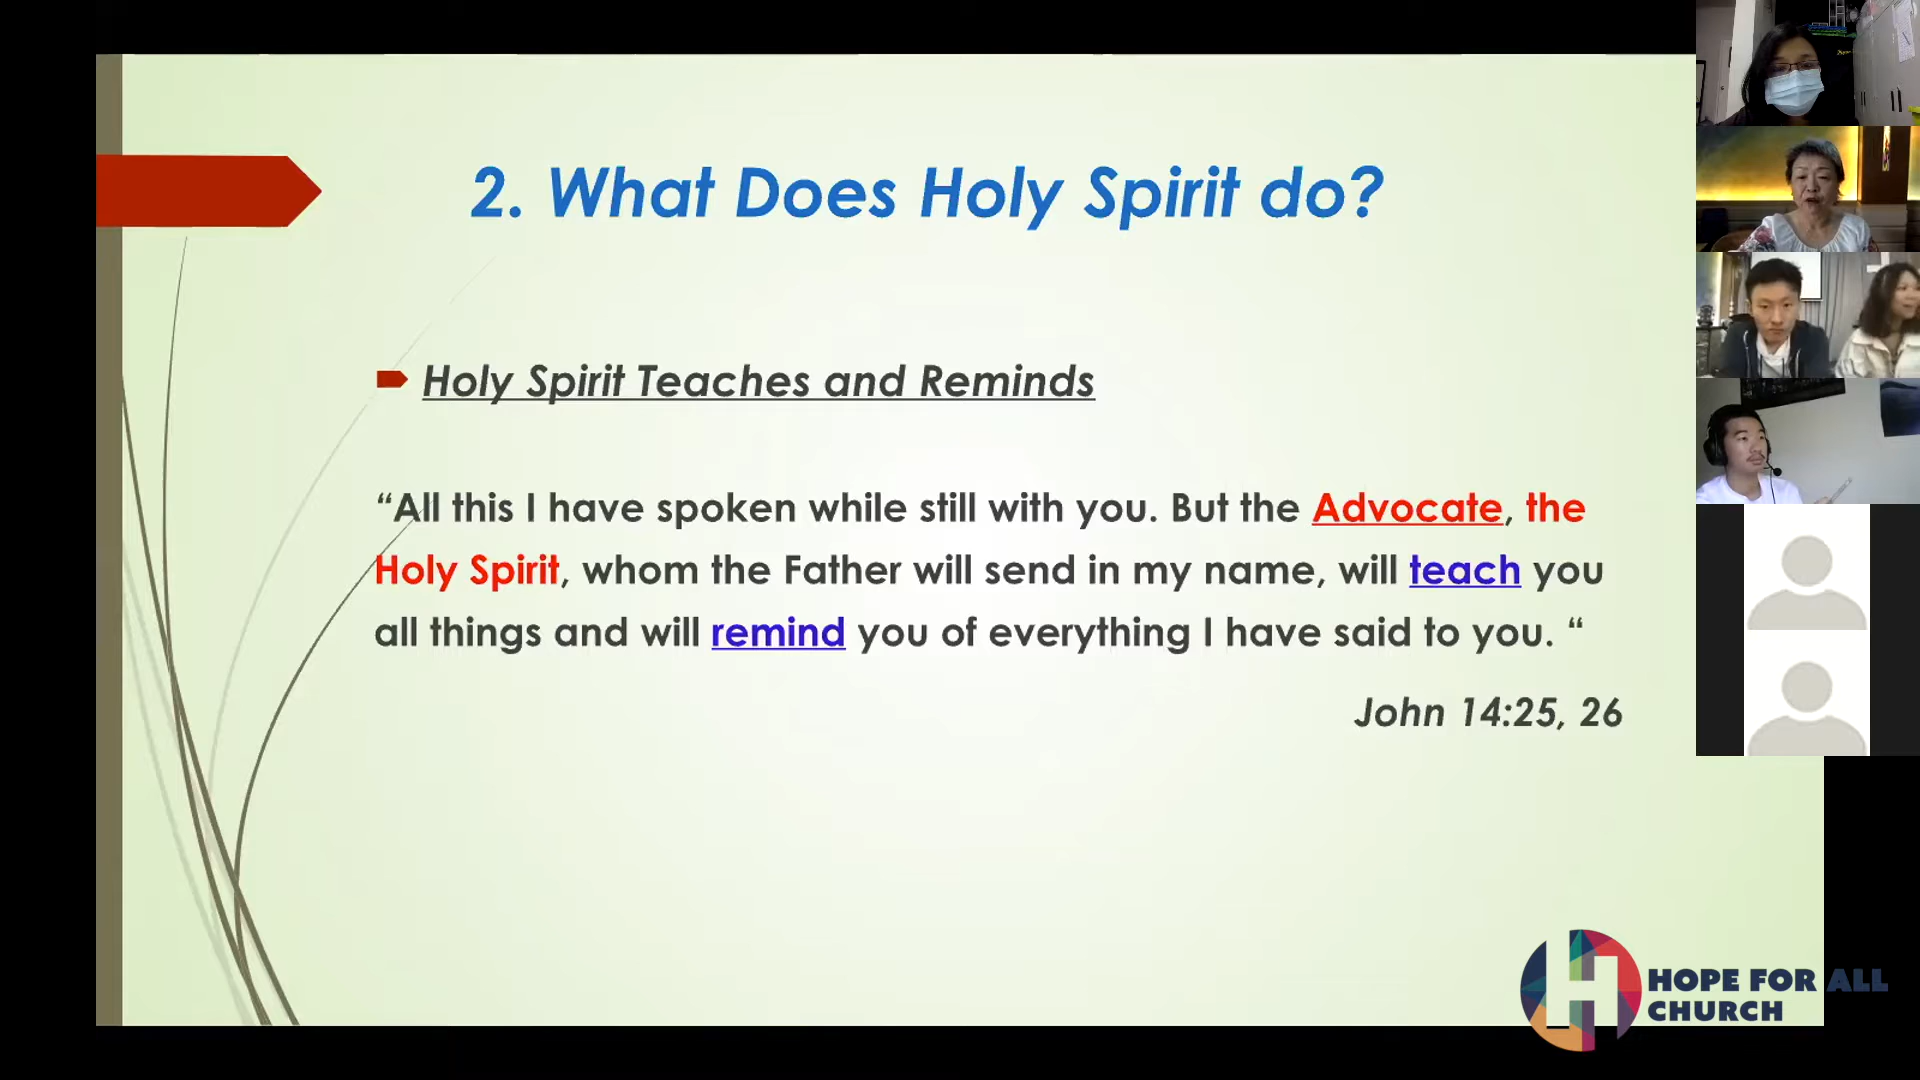 2. What Does Holy Spirit do?
Holy Spirit Teaches and Reminds
“All this I have spoken while still with you. But the Advocate, the
Holy Spirit, whom the Father will send in my name, will teach you
all things and will remind you of everything I have said to you. “
John 14:25, 26
HOPE FOR ALL
CHURCH